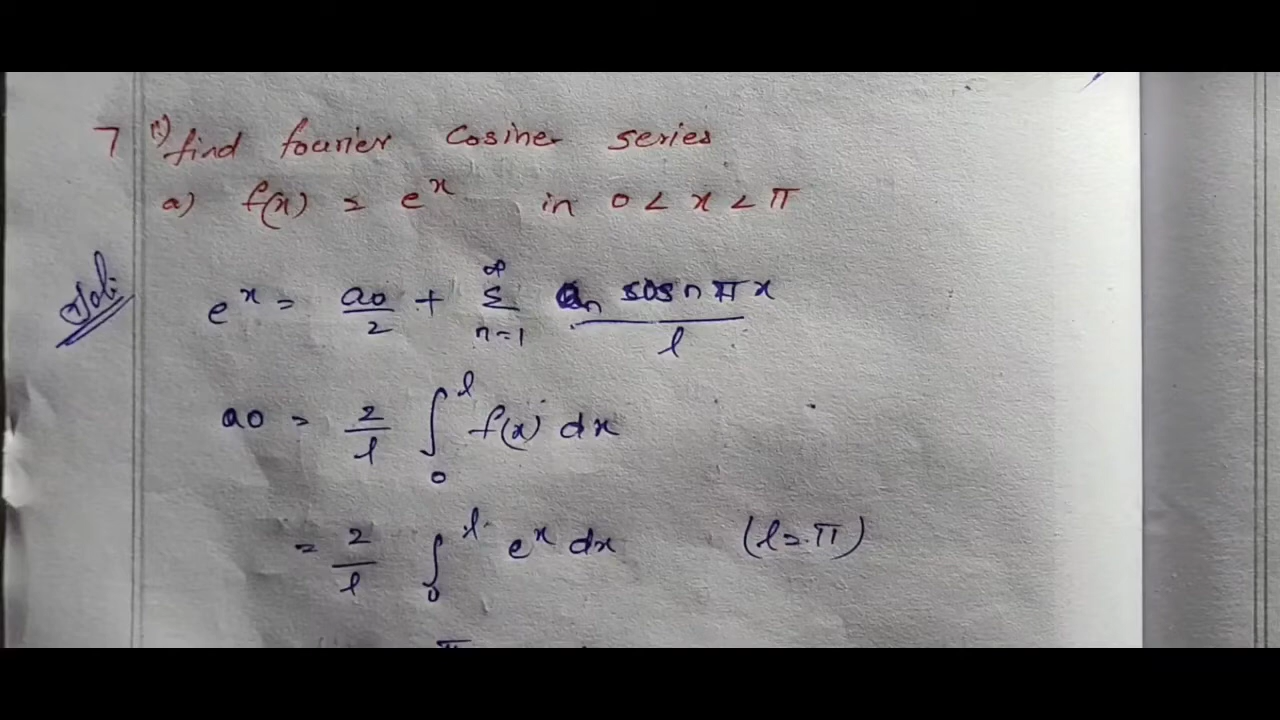 7 i) find fourier cosine series
a) f(x) = e^x in 0 < x < π
Sol:
e^x = a0/2 + Σ_{n=1}^{∞} an cos nπx / l
a0 = 2/l ∫_0^l f(x) dx
= 2/l ∫_0^l e^x dx (l = π)
π